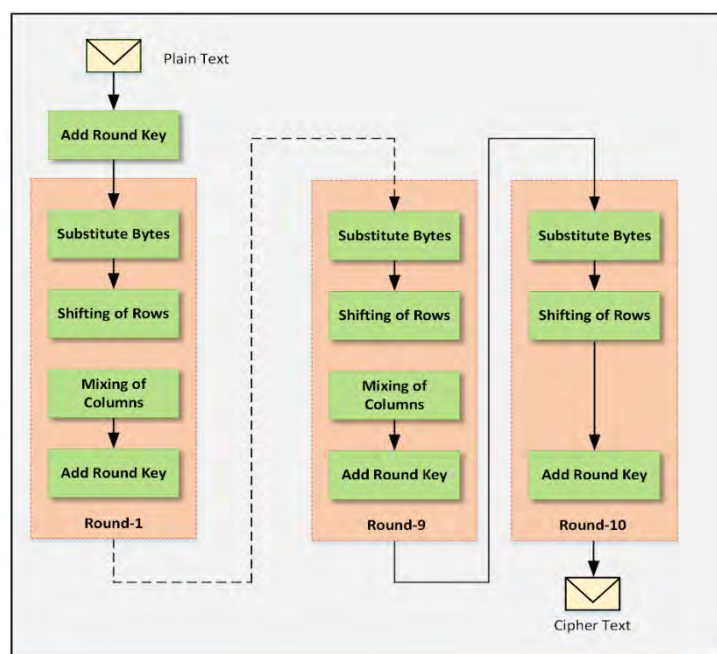 Plain Text
Add Round Key
Substitute Bytes
Shifting of Rows
Mixing of
Columns
Add Round Key
Round-1
Substitute Bytes
Shifting of Rows
Mixing of
Columns
Add Round Key
Round-9
Substitute Bytes
Shifting of Rows
Add Round Key
Round-10
Cipher Text